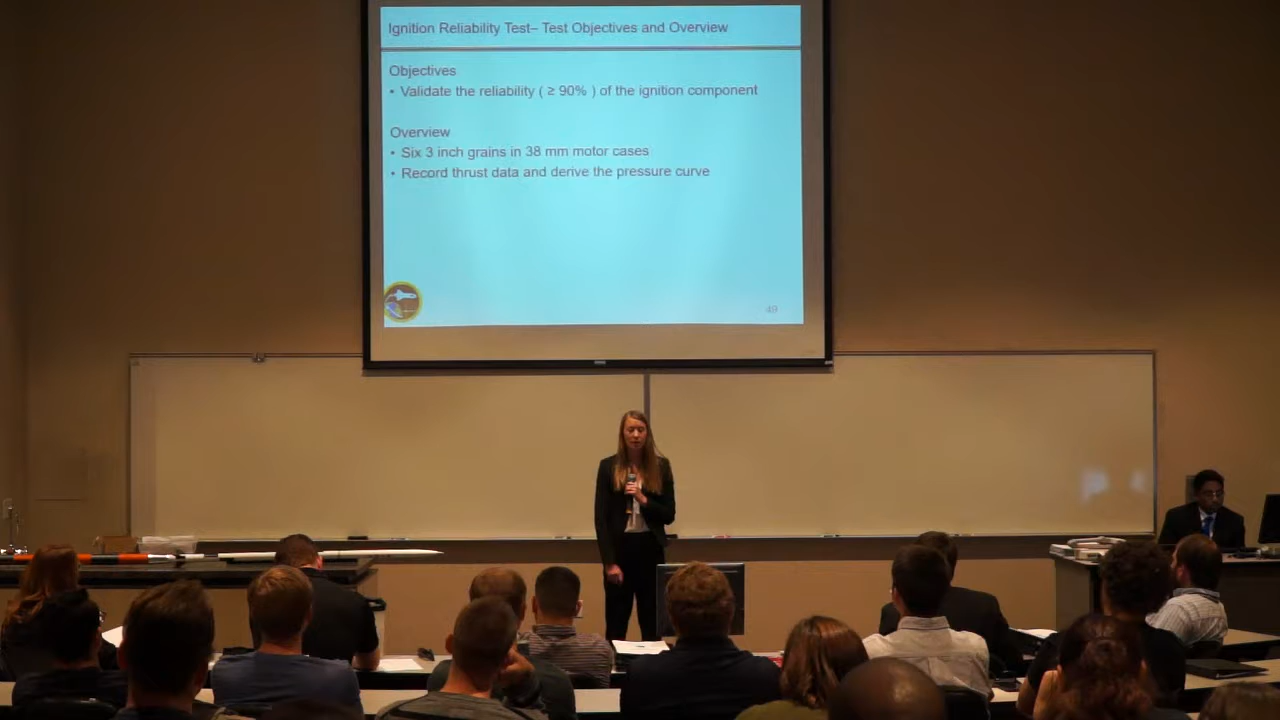 Ignition Reliability Test– Test Objectives and Overview
Objectives
• Validate the reliability ( ≥ 90% ) of the ignition component
Overview
• Six 3 inch grains in 38 mm motor cases
• Record thrust data and derive the pressure curve
49